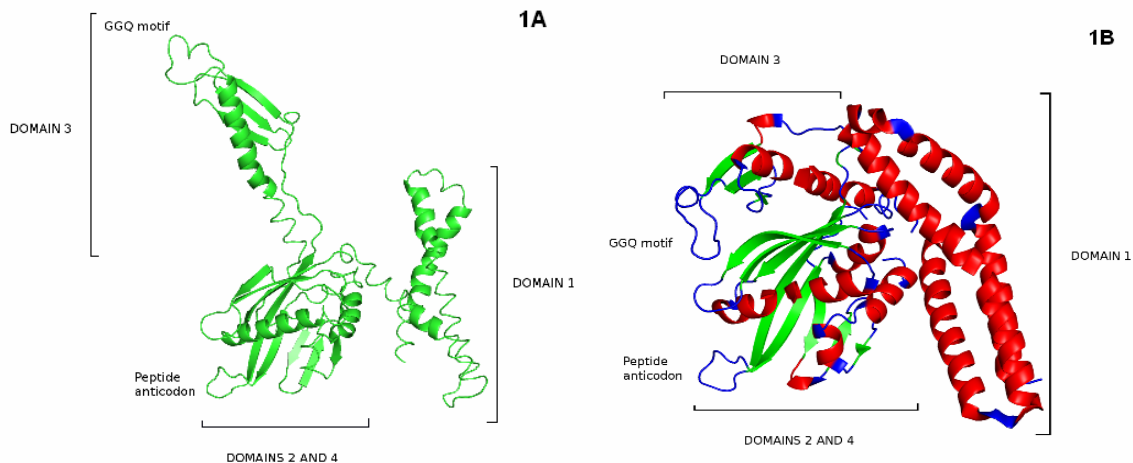 1A
GGQ motif
DOMAIN 3
DOMAIN 1
Peptide
anticodon
DOMAINS 2 AND 4
1B
DOMAIN 3
GGQ motif
DOMAIN 1
Peptide
anticodon
DOMAINS 2 AND 4